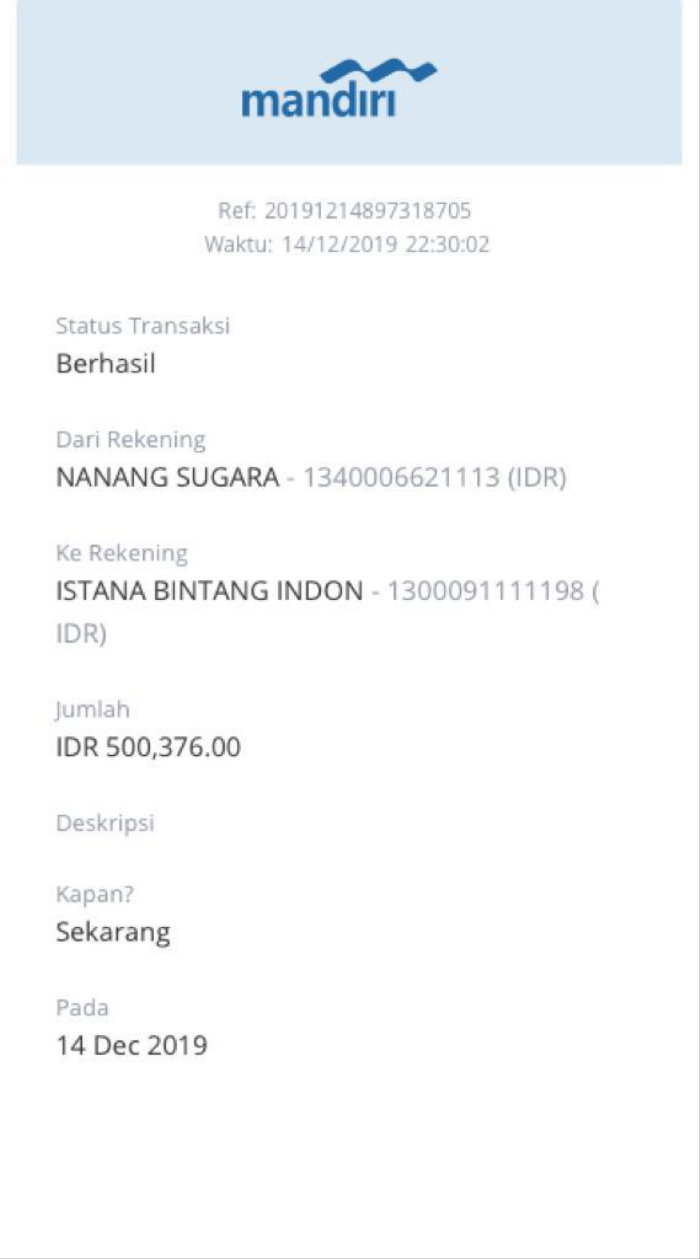 mandiri
Ref: 20191214897318705
Waktu: 14/12/2019 22:30:02
Status Transaksi
Berhasil
Dari Rekening
NANANG SUGARA - 1340006621113 (IDR)
Ke Rekening
ISTANA BINTANG INDON - 1300091111198 (
IDR)
Jumlah
IDR 500,376.00
Deskripsi
Kapan?
Sekarang
Pada
14 Dec 2019